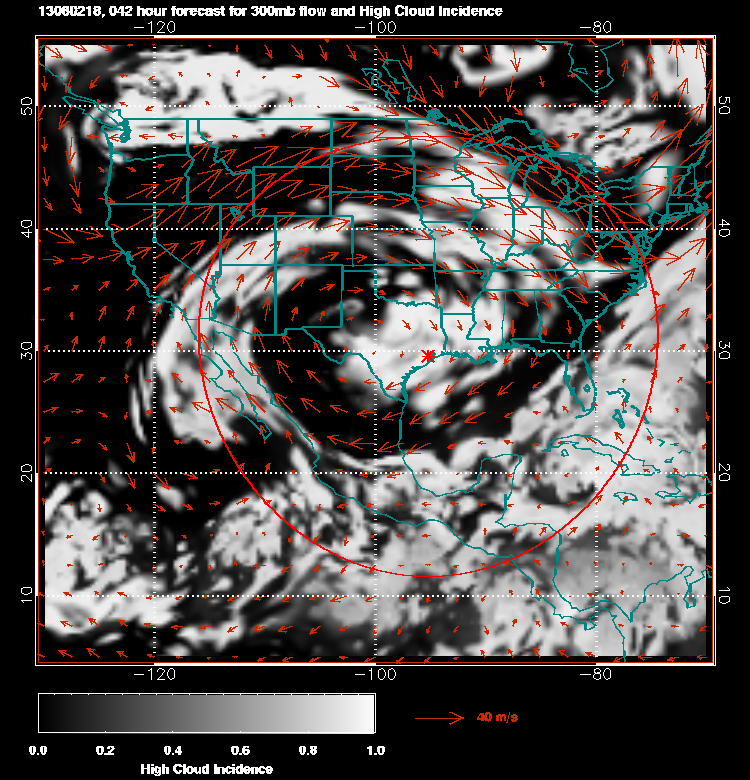 13060218, 042 hour forecast for 300mb flow and High Cloud Incidence
−120 −100 −80
50 50
40 40
30 30
20 20
10 10
−120 −100 −80
40 m/s
0.0 0.2 0.4 0.6 0.8 1.0
High Cloud Incidence